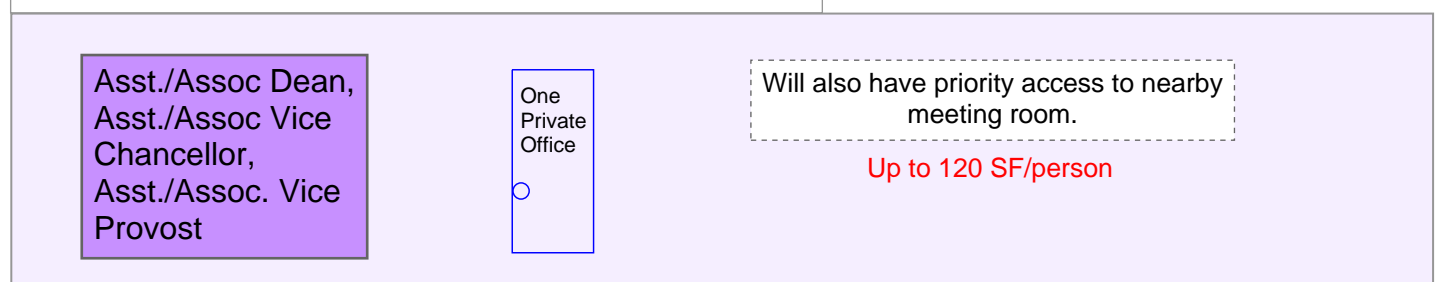 Asst./Assoc Dean,
Asst./Assoc Vice
Chancellor,
Asst./Assoc. Vice
Provost
One
Private
Office
Will also have priority access to nearby
meeting room.
Up to 120 SF/person